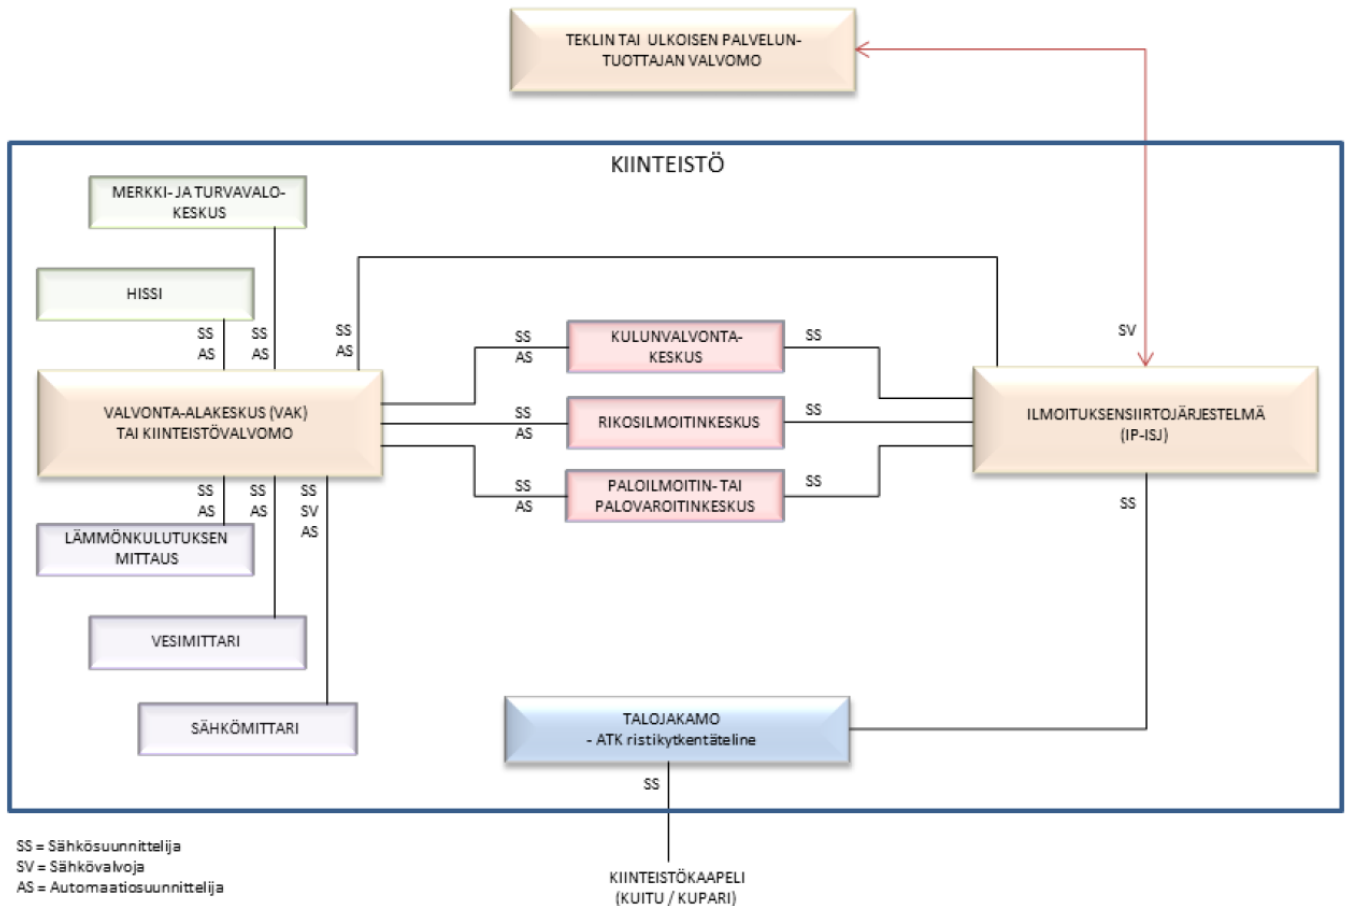 TEKLIN TAI ULKOISEN PALVELUN-
TUOTTAJAN VALVOMO
KIINTEISTÖ
MERKKI- JA TURVAVALO-
KESKUS
HISSI
SS
AS
SS
AS
SS
AS
SS
AS
KULUNVALVONTA-
KESKUS
SS
SV
VALVONTA-ALAKESKUS (VAK)
TAI KIINTEISTÖVALVOMO
SS
AS
RIKOSILMOITINKESKUS
SS
ILMOITUKSENSIIRTOJÄRJESTELMÄ
(IP-ISJ)
SS
AS
PALOILMOITIN- TAI
PALOVAROITINKESKUS
SS
SS
SS
AS
SS
AS
SS
SV
AS
LÄMMÖNKULUTUKSEN
MITTAUS
VESIMITTARI
SÄHKÖMITTARI
TALOJAKAMO
- ATK ristikytkentäteline
SS
SS = Sähkösuunnittelija
SV = Sähkövalvoja
AS = Automaatiosuunnittelija
KIINTEISTÖKAAPELI
(KUITU / KUPARI)